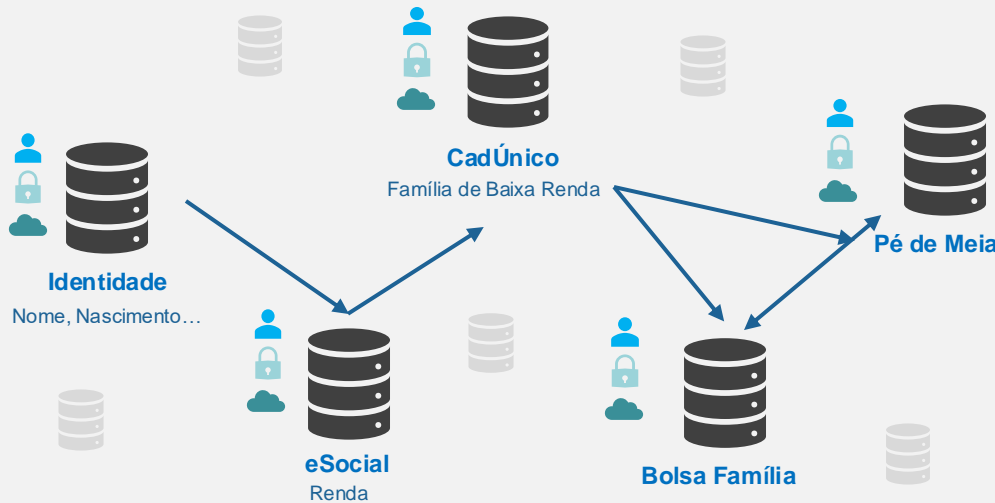 CadÚnico
Família de Baixa Renda
Identidade
Nome, Nascimento…
Pé de Meia
eSocial
Renda
Bolsa Família